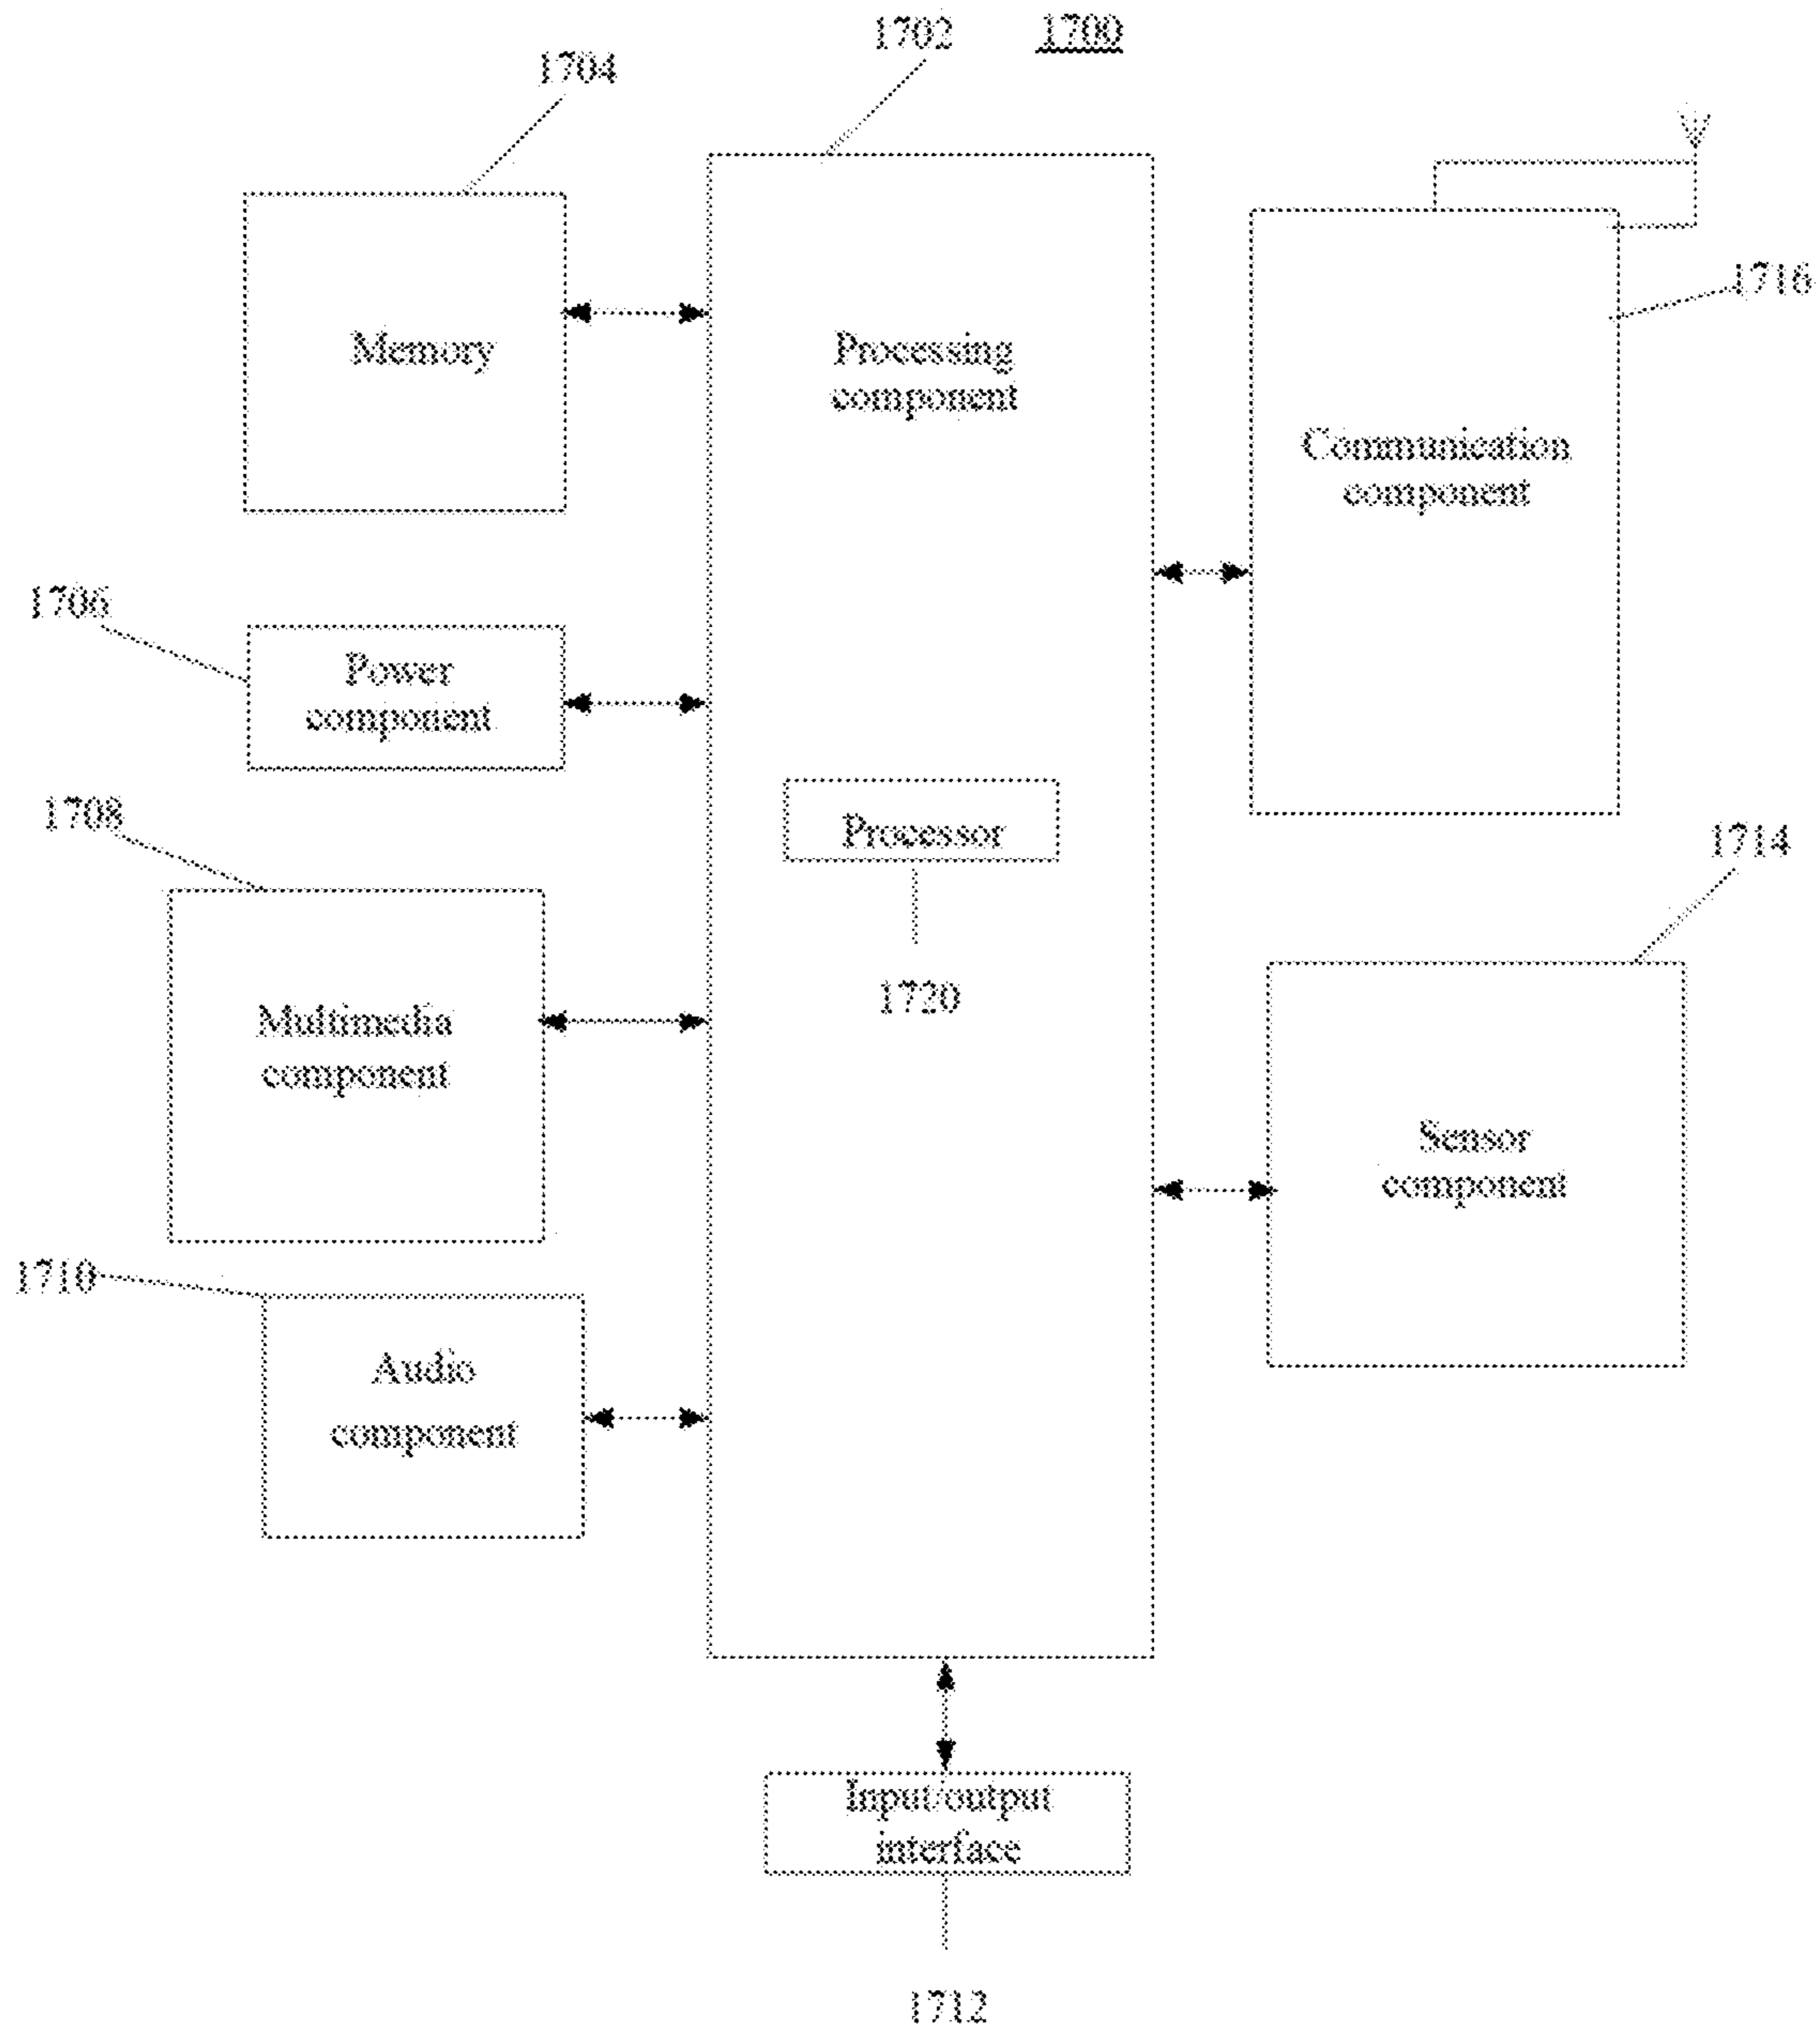 1702
1700
1704
Memory
Processing
component
1716
Communication
component
1706
Power
component
1708
Processor
1714
1720
Multimedia
component
Sensor
component
1710
Audio
component
Input/output
interface
1712